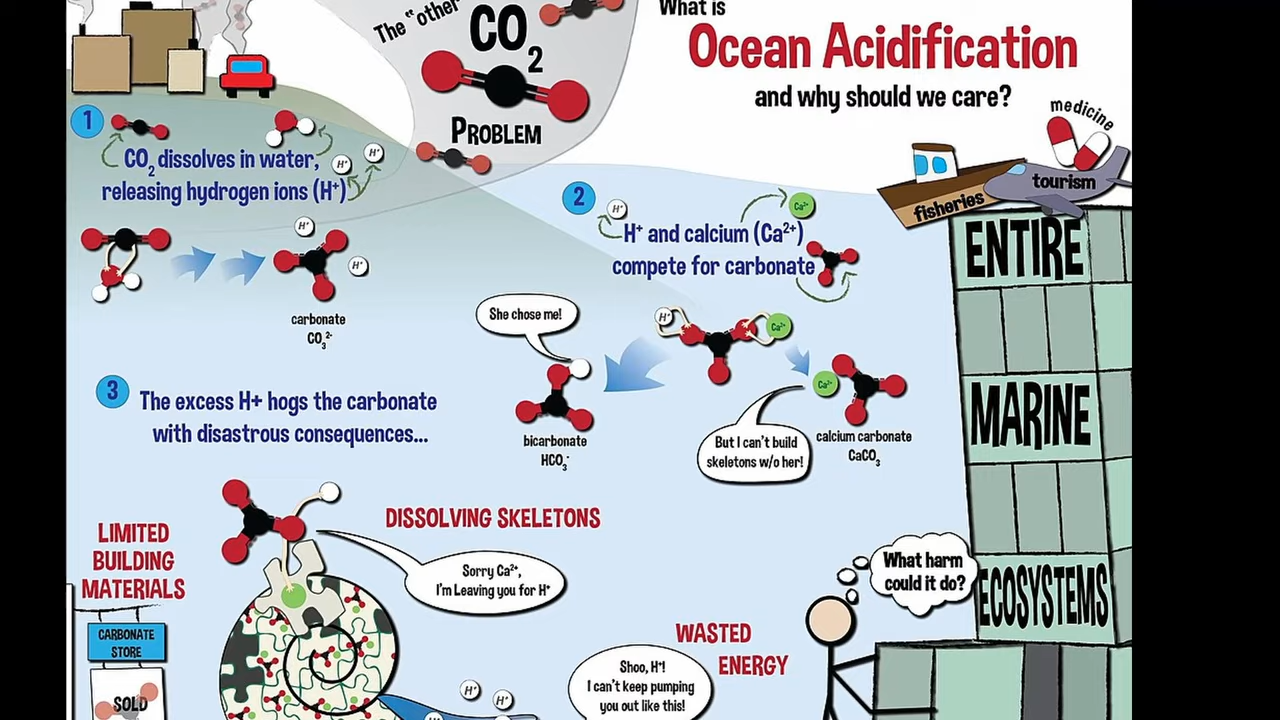 The "other
CO2
PROBLEM
What is
Ocean Acidification
and why should we care?
medicine
fisheries
tourism
1
CO2 dissolves in water,
releasing hydrogen ions (H+)
H+
H+
H+
H+
carbonate
CO3 2-
2
H+
Ca2+
H+ and calcium (Ca2+)
compete for carbonate
She chose me!
H+
Ca2+
Ca2+
bicarbonate
HCO3-
But I can't build
skeletons w/o her!
calcium carbonate
CaCO3
3
The excess H+ hogs the carbonate
with disastrous consequences...
ENTIRE
MARINE
ECOSYSTEMS
LIMITED
BUILDING
MATERIALS
CARBONATE
STORE
SOLD
DISSOLVING SKELETONS
Sorry Ca2+,
I'm Leaving you for H+
WASTED
ENERGY
Shoo, H+!
I can't keep pumping
you out like this!
H+
H+
What harm
could it do?